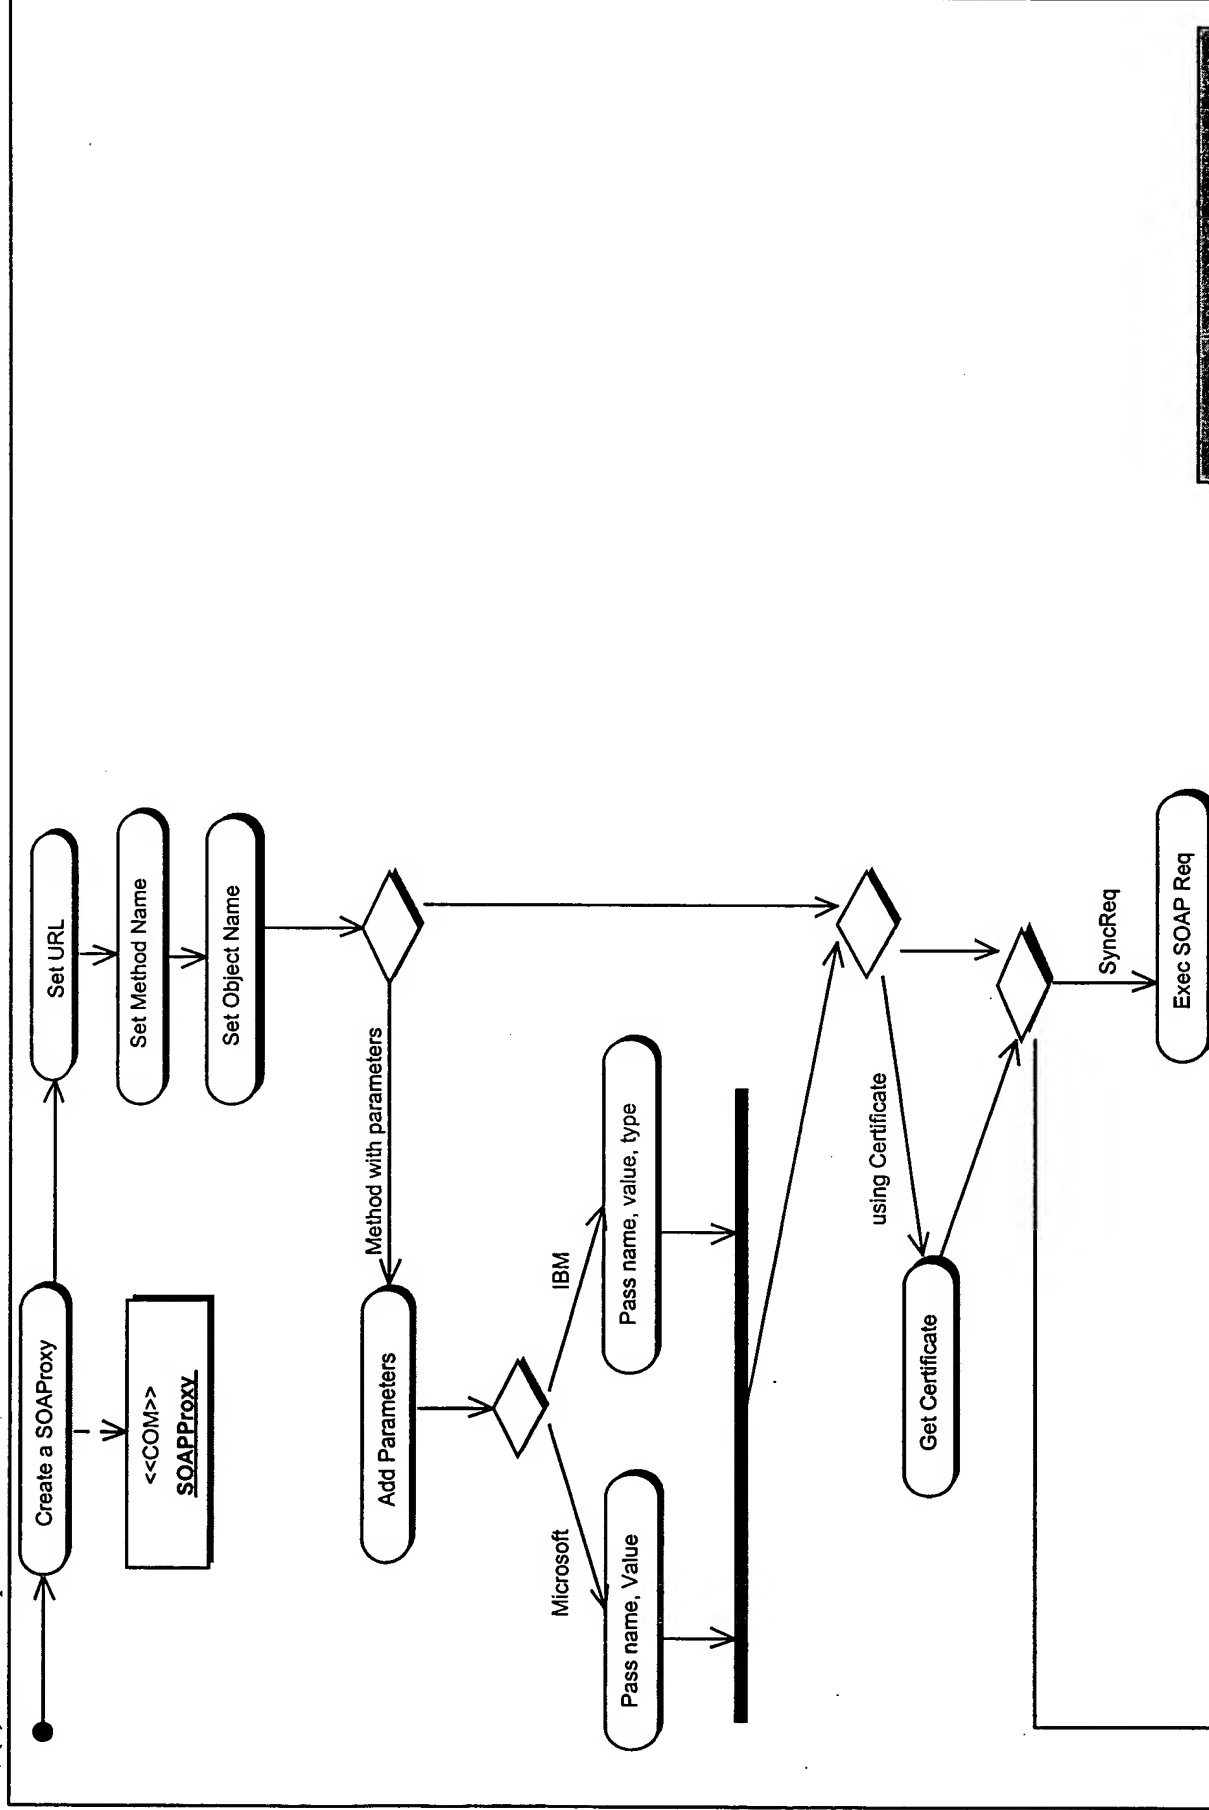 Create a SOAProxy
<<COM>>
SOAPProxy
Set URL
Set Method Name
Set Object Name
Method with parameters
Add Parameters
Microsoft
IBM
Pass name, Value
Pass name, value, type
using Certificate
Get Certificate
SyncReq
Exec SOAP Req